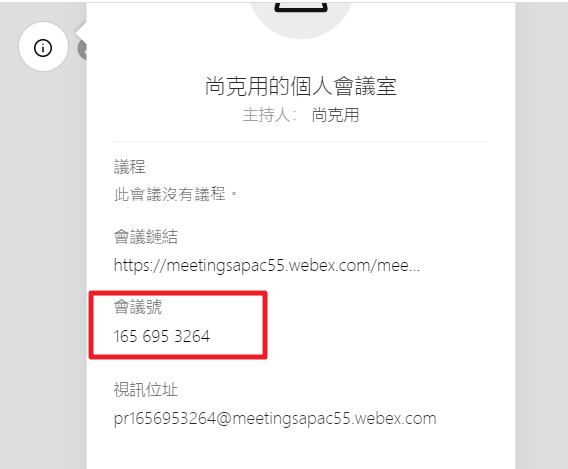 尚克用的個人會議室
主持人： 尚克用
議程
此會議沒有議程。
會議鏈結
https://meetingsapac55.webex.com/mee...
會議號
165 695 3264
視訊位址
pr1656953264@meetingsapac55.webex.com